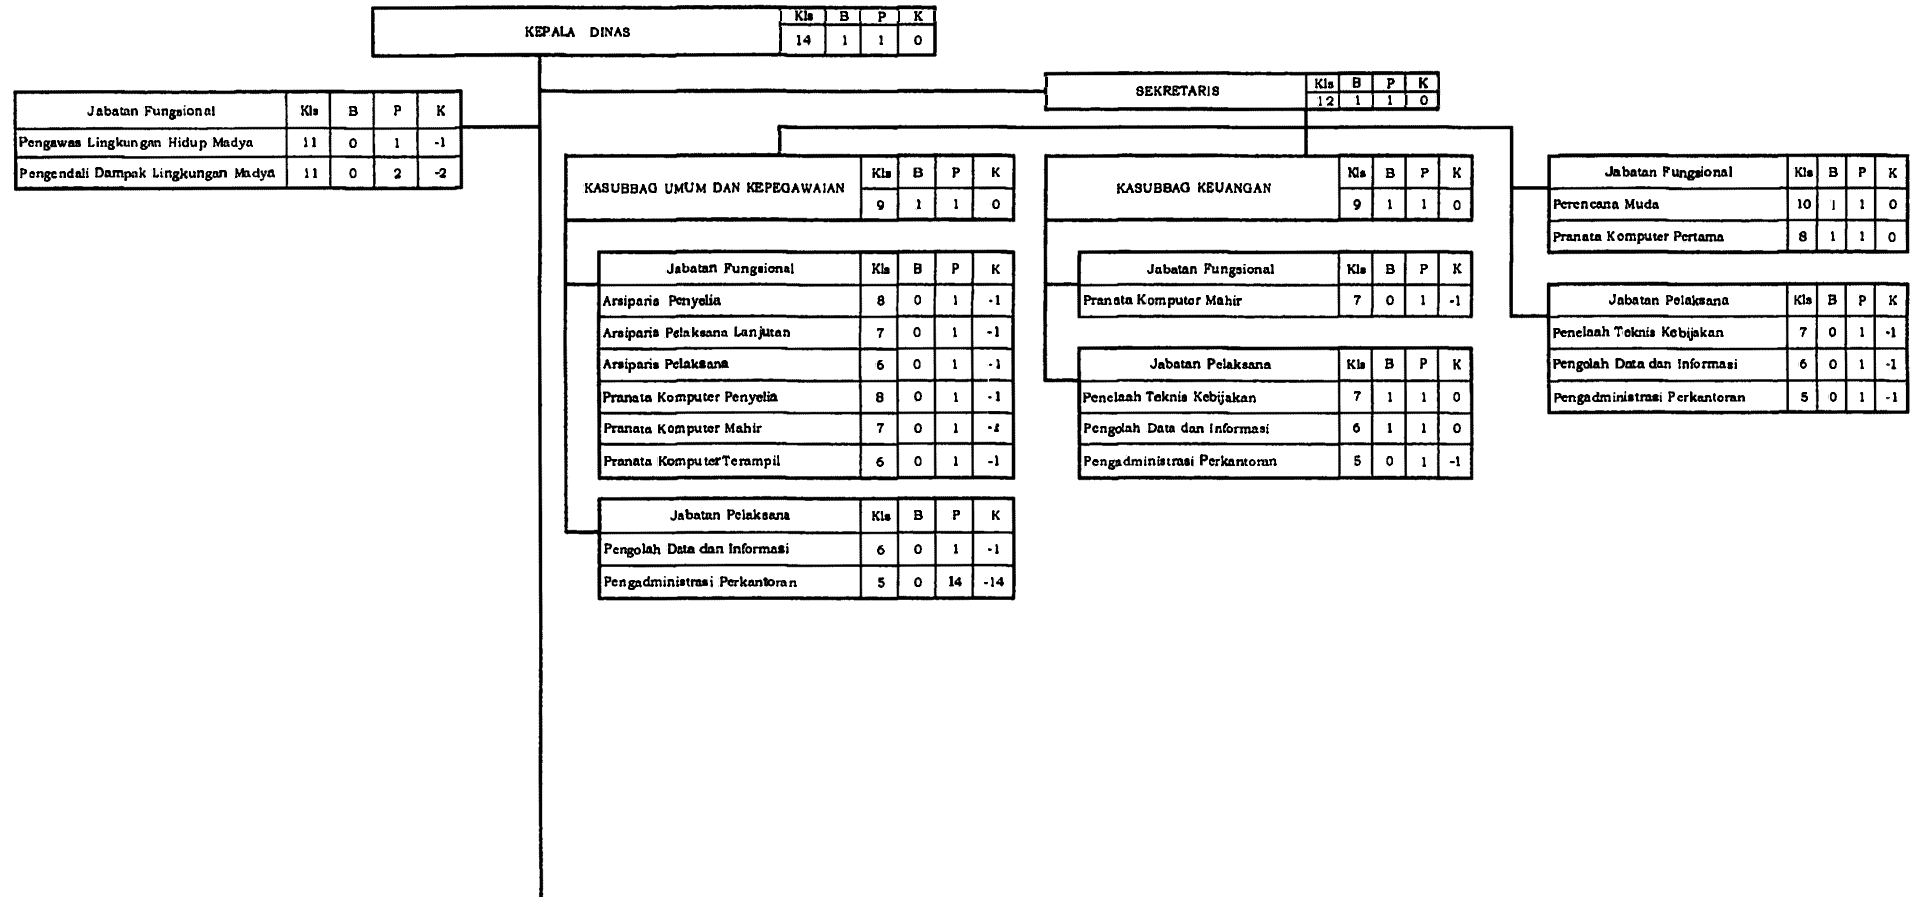 KEPALA DINAS Kls B P K
14 1 1 0
SEKRETARIS Kls B P K
12 1 1 0
Jabatan Fungsional Kls B P K
Pengawas Lingkungan Hidup Madya 11 0 1 -1
Pengendali Dampak Lingkungan Madya 11 0 2 -2
KASUBBAG UMUM DAN KEPEGAWAIAN Kls B P K
9 1 1 0
Jabatan Fungsional Kls B P K
Arsiparis Penyelia 8 0 1 -1
Arsiparis Pelaksana Lanjutan 7 0 1 -1
Arsiparis Pelaksana 6 0 1 -1
Pranata Komputer Penyelia 8 0 1 -1
Pranata Komputer Mahir 7 0 1 -1
Pranata Komputer Terampil 6 0 1 -1
Jabatan Pelaksana Kls B P K
Pengolah Data dan Informasi 6 0 1 -1
Pengadministrasi Perkantoran 5 0 14 -14
KASUBBAG KEUANGAN Kls B P K
9 1 1 0
Jabatan Fungsional Kls B P K
Pranata Komputer Mahir 7 0 1 -1
Jabatan Pelaksana Kls B P K
Penelaah Teknis Kebijakan 7 1 1 0
Pengolah Data dan Informasi 6 1 1 0
Pengadministrasi Perkantoran 5 0 1 -1
Jabatan Fungsional Kls B P K
Perencana Muda 10 1 1 0
Pranata Komputer Pertama 8 1 1 0
Jabatan Pelaksana Kls B P K
Penelaah Teknis Kebijakan 7 0 1 -1
Pengolah Data dan Informasi 6 0 1 -1
Pengadministrasi Perkantoran 5 0 1 -1